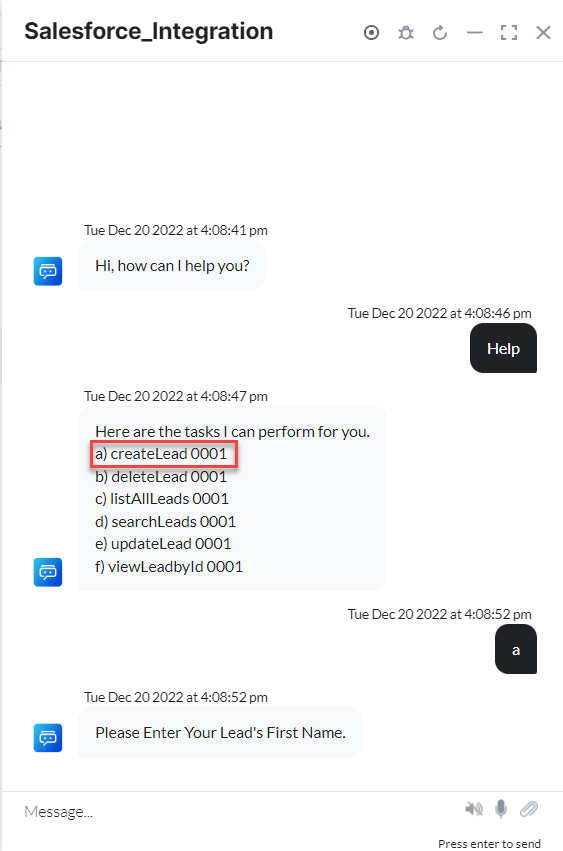 Salesforce_Integration
Tue Dec 20 2022 at 4:08:41 pm
Hi, how can I help you?
Tue Dec 20 2022 at 4:08:46 pm
Help
Tue Dec 20 2022 at 4:08:47 pm
Here are the tasks I can perform for you.
a) createLead 0001
b) deleteLead 0001
c) listAllLeads 0001
d) searchLeads 0001
e) updateLead 0001
f) viewLeadbyId 0001
Tue Dec 20 2022 at 4:08:52 pm
a
Tue Dec 20 2022 at 4:08:52 pm
Please Enter Your Lead's First Name.
Message...
Press enter to send